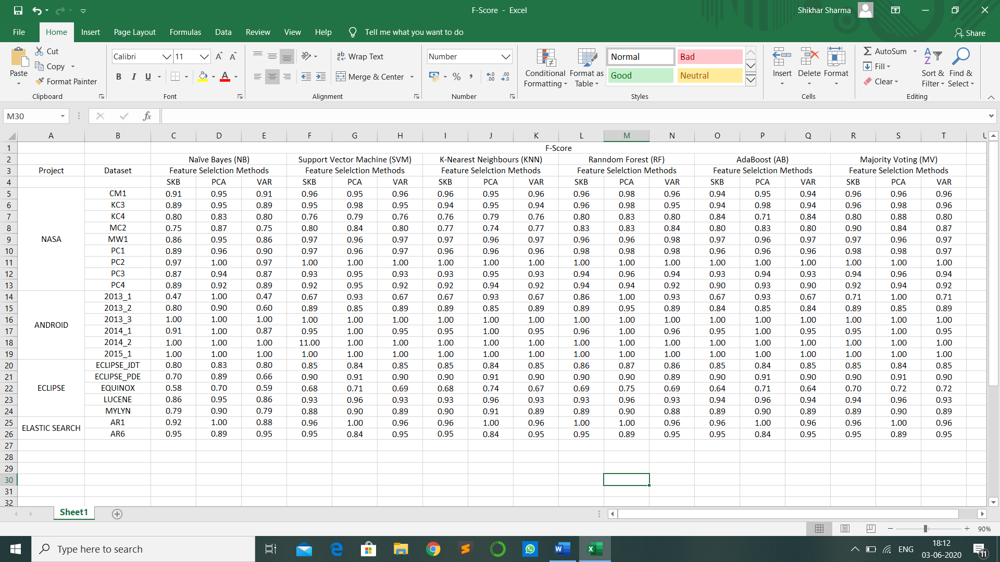 F-Score - Excel
Shikhar Sharma
File Home Insert Page Layout Formulas Data Review View Help Tell me what you want to do Share
Paste
Cut
Copy
Format Painter
Clipboard
Calibri 11
B I U A
Font
Wrap Text
Merge & Center
Alignment
Number
% ,
Number
Conditional Formatting
Format as Table
Normal Bad
Good Neutral
Styles
Insert Delete Format
Cells
AutoSum
Fill
Clear
Sort & Filter
Find & Select
Editing
M30 fx
A B C D E F G H I J K L M N O P Q R S T U
1 F-Score
2 Naïve Bayes (NB) Support Vector Machine (SVM) K-Nearest Neighbours (KNN) Ranndom Forest (RF) AdaBoost (AB) Majority Voting (MV)
3 Project Dataset Feature Selelction Methods Feature Selelction Methods Feature Selelction Methods Feature Selelction Methods Feature Selelction Methods Feature Selelction Methods
4 SKB PCA VAR SKB PCA VAR SKB PCA VAR SKB PCA VAR SKB PCA VAR SKB PCA VAR
5 CM1 0.91 0.95 0.91 0.96 0.95 0.96 0.96 0.95 0.96 0.96 0.98 0.96 0.94 0.95 0.94 0.96 0.96 0.96
6 KC3 0.89 0.95 0.89 0.95 0.98 0.95 0.94 0.95 0.94 0.96 0.98 0.95 0.94 0.98 0.94 0.96 0.98 0.96
7 KC4 0.80 0.83 0.80 0.76 0.79 0.76 0.76 0.79 0.76 0.80 0.83 0.80 0.84 0.71 0.84 0.80 0.88 0.80
8 MC2 0.75 0.87 0.75 0.80 0.84 0.80 0.77 0.74 0.77 0.83 0.83 0.84 0.80 0.83 0.80 0.90 0.84 0.87
9 NASA MW1 0.86 0.95 0.86 0.97 0.96 0.97 0.97 0.96 0.97 0.96 0.96 0.98 0.97 0.96 0.97 0.97 0.96 0.97
10 PC1 0.89 0.96 0.90 0.97 0.96 0.97 0.96 0.96 0.96 0.98 0.98 0.98 0.96 0.96 0.96 0.98 0.98 0.97
11 PC2 0.97 1.00 0.97 1.00 1.00 1.00 1.00 1.00 1.00 1.00 1.00 1.00 1.00 1.00 1.00 1.00 1.00 1.00
12 PC3 0.87 0.94 0.87 0.93 0.95 0.93 0.93 0.95 0.93 0.94 0.96 0.94 0.93 0.94 0.93 0.94 0.96 0.94
13 PC4 0.89 0.92 0.89 0.92 0.95 0.92 0.92 0.94 0.92 0.94 0.94 0.92 0.90 0.93 0.90 0.92 0.94 0.92
14 2013_1 0.47 1.00 0.47 0.67 0.93 0.67 0.67 0.93 0.67 0.86 1.00 0.93 0.67 0.93 0.67 0.71 1.00 0.71
15 2013_2 0.80 0.90 0.60 0.89 0.85 0.89 0.89 0.85 0.89 0.89 0.95 0.89 0.84 0.85 0.84 0.89 0.85 0.89
16 ANDROID 2013_3 1.00 1.00 1.00 1.00 1.00 1.00 1.00 1.00 1.00 1.00 1.00 1.00 1.00 1.00 1.00 1.00 1.00 1.00
17 2014_1 0.91 1.00 0.87 0.95 1.00 0.95 0.95 1.00 0.95 0.96 1.00 0.96 0.95 1.00 0.95 0.95 1.00 0.95
18 2014_2 1.00 1.00 1.00 11.00 1.00 1.00 1.00 1.00 1.00 1.00 1.00 1.00 1.00 1.00 1.00 1.00 1.00 1.00
19 2015_1 1.00 1.00 1.00 1.00 1.00 1.00 1.00 1.00 1.00 1.00 1.00 1.00 1.00 1.00 1.00 1.00 1.00 1.00
20 ECLIPSE_JDT 0.80 0.83 0.80 0.85 0.84 0.85 0.85 0.84 0.85 0.86 0.87 0.86 0.85 0.84 0.85 0.85 0.84 0.85
21 ECLIPSE_PDE 0.70 0.89 0.66 0.90 0.91 0.90 0.90 0.91 0.90 0.90 0.90 0.89 0.90 0.91 0.90 0.90 0.91 0.90
22 ECLIPSE EQUINOX 0.58 0.70 0.59 0.68 0.71 0.69 0.68 0.74 0.67 0.69 0.75 0.69 0.64 0.71 0.64 0.70 0.72 0.72
23 LUCENE 0.86 0.95 0.86 0.93 0.96 0.93 0.93 0.96 0.93 0.93 0.96 0.93 0.94 0.96 0.94 0.94 0.96 0.93
24 MYLYN 0.79 0.90 0.79 0.88 0.90 0.89 0.90 0.91 0.89 0.89 0.90 0.88 0.89 0.90 0.89 0.89 0.90 0.89
25 ELASTIC SEARCH AR1 0.92 1.00 0.88 0.96 1.00 0.96 0.96 1.00 0.96 1.00 1.00 0.96 0.96 1.00 0.96 0.96 1.00 0.96
26 AR6 0.95 0.89 0.95 0.95 0.84 0.95 0.95 0.84 0.95 0.95 0.89 0.95 0.95 0.84 0.95 0.95 0.89 0.95
27
28
29
30
31
32
Sheet1
90%
Type here to search
ENG
18:12
03-06-2020
11